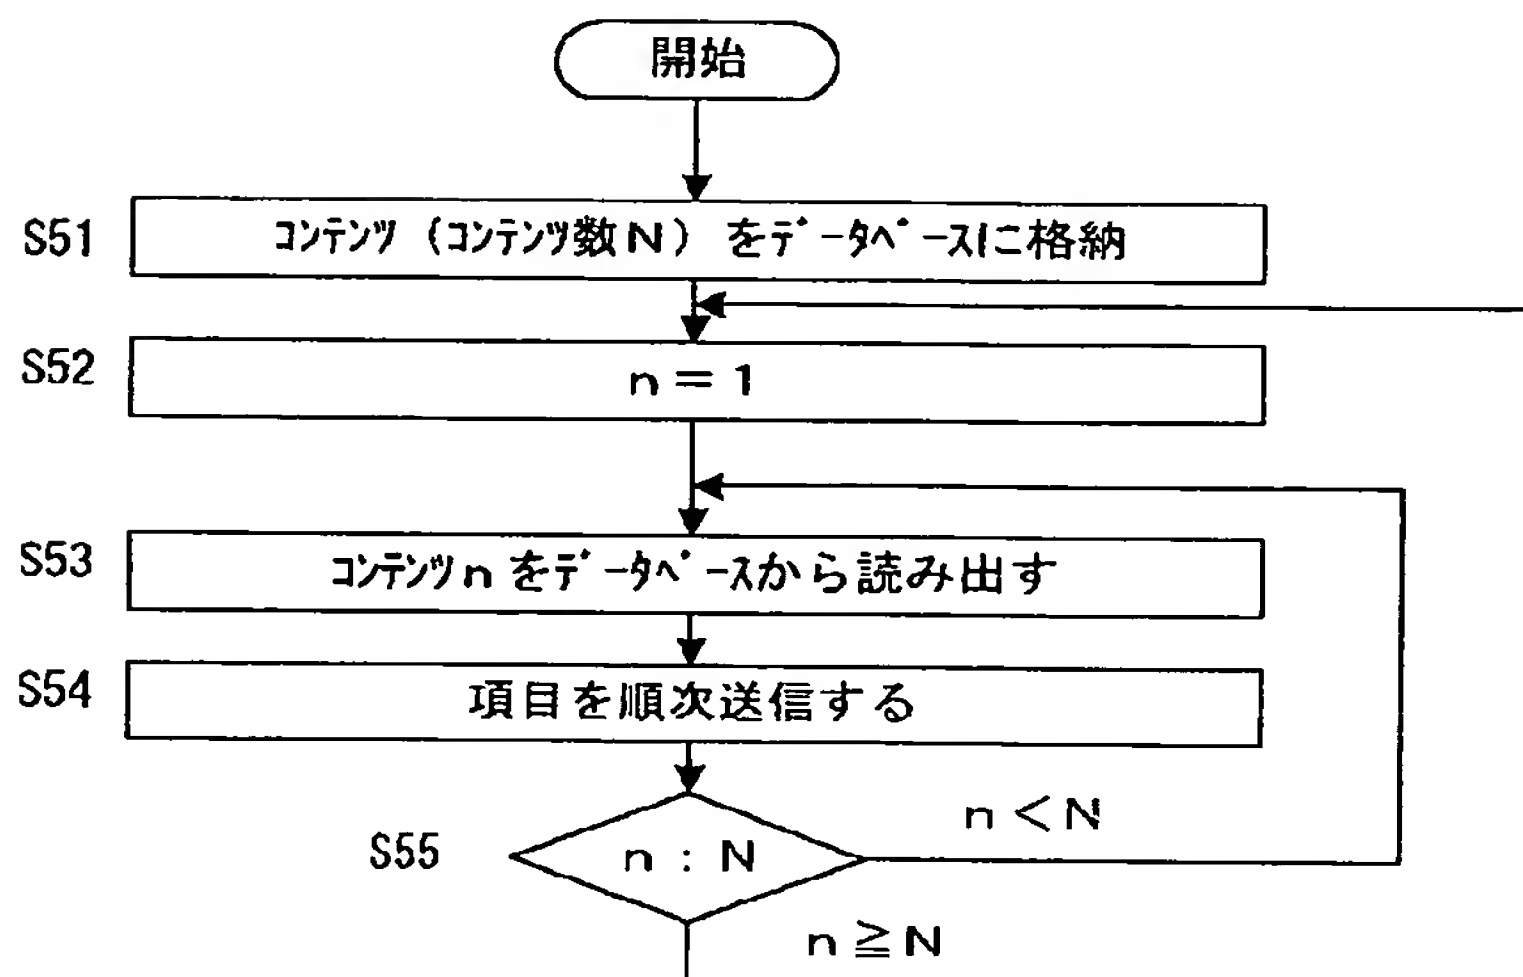 開始
S51 コンテンツ（コンテンツ数N）をデータベースに格納
S52 n＝1
S53 コンテンツnをデータベースから読み出す
S54 項目を順次送信する
n＜N
S55 n：N
n≧N